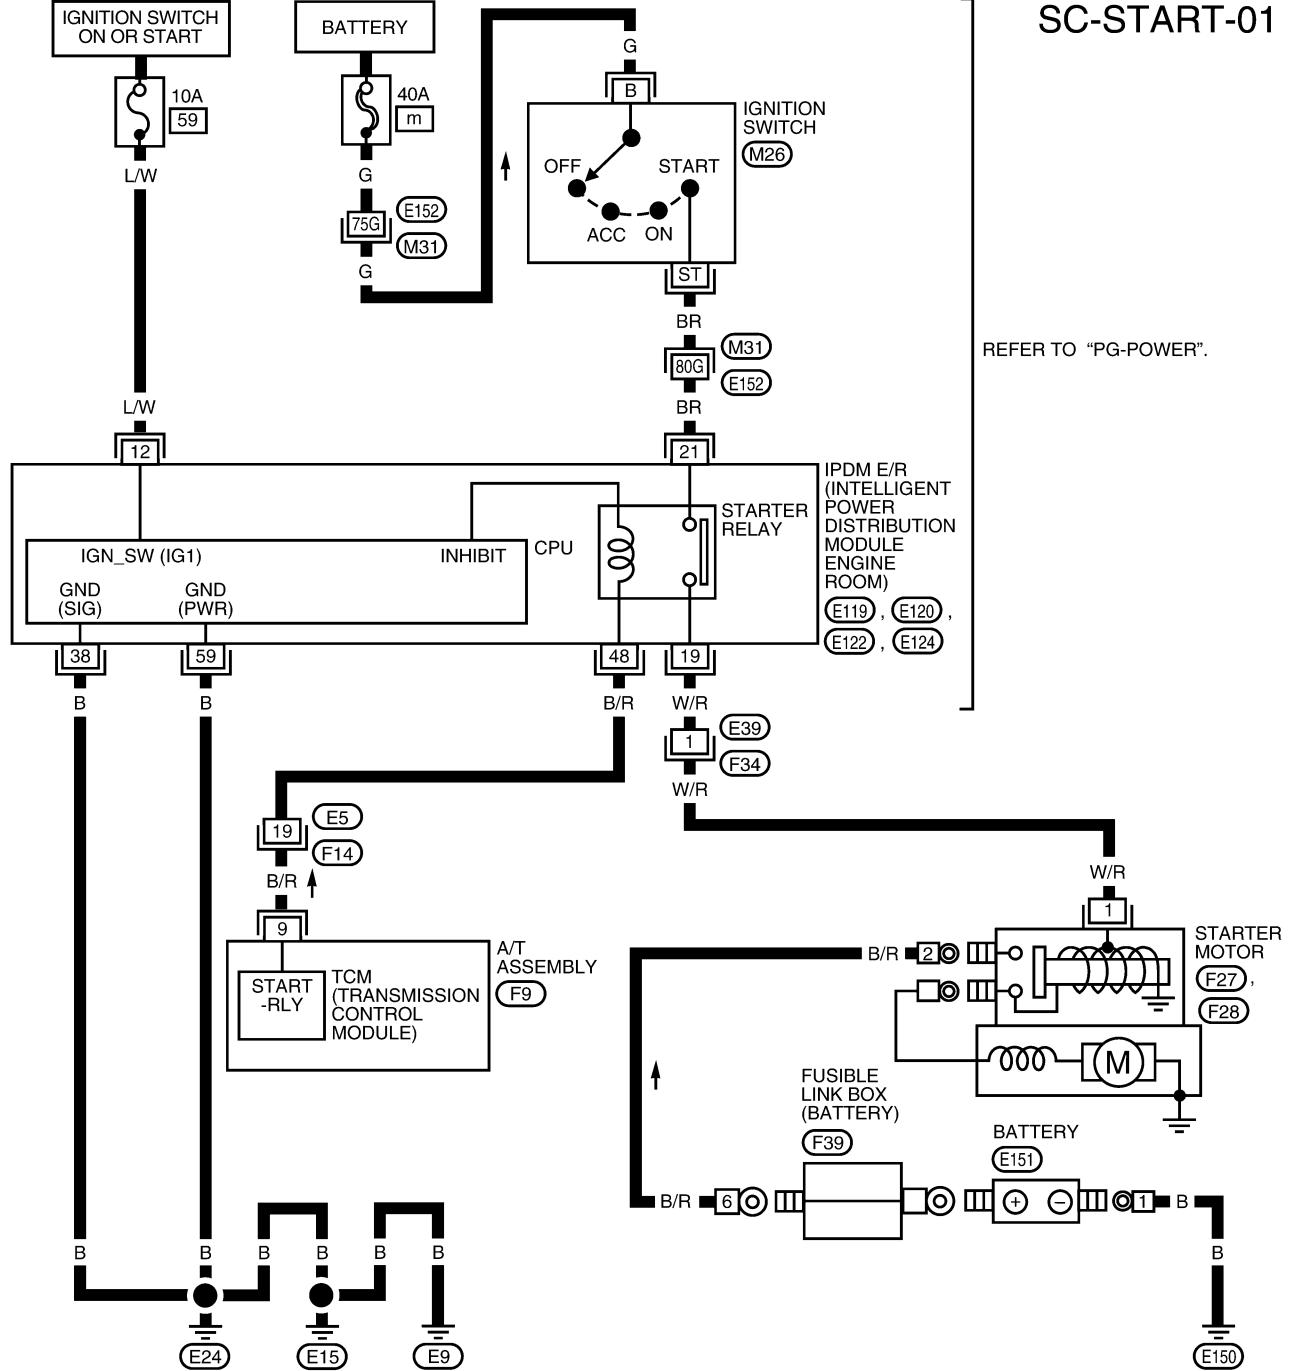 SC-START-01
IGNITION SWITCH
ON OR START
BATTERY
10A
59
40A
m
L/W
G
75G
E152
M31
G
G
B
IGNITION
SWITCH
M26
OFF
START
ACC
ON
ST
BR
80G
M31
E152
BR
REFER TO “PG-POWER”.
L/W
12
21
IPDM E/R
(INTELLIGENT
POWER
DISTRIBUTION
MODULE
ENGINE
ROOM)
E119 , E120 ,
E122 , E124
STARTER
RELAY
IGN_SW (IG1)
INHIBIT
CPU
GND
(SIG)
GND
(PWR)
38
59
48
19
B
B
B/R
W/R
1
E39
F34
W/R
19
E5
F14
B/R
9
A/T
ASSEMBLY
F9
START
-RLY
TCM
(TRANSMISSION
CONTROL
MODULE)
W/R
1
STARTER
MOTOR
F27 ,
F28
B/R
2
M
FUSIBLE
LINK BOX
(BATTERY)
F39
BATTERY
E151
B/R
6
+
−
1
B
B
B
B
B
B
B
B
E24
E15
E9
E150